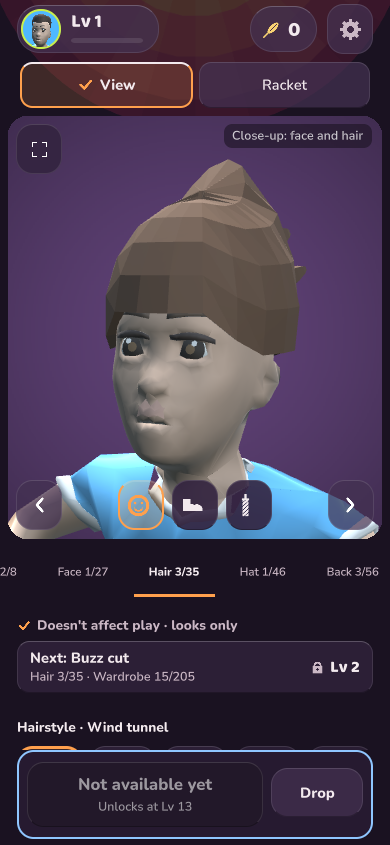 Lv 1
0
View
Racket
Close-up: face and hair
2/8
Face 1/27
Hair 3/35
Hat 1/46
Back 3/56
Doesn't affect play · looks only
Next: Buzz cut
Hair 3/35 · Wardrobe 15/205
Lv 2
Hairstyle · Wind tunnel
Not available yet
Unlocks at Lv 13
Drop